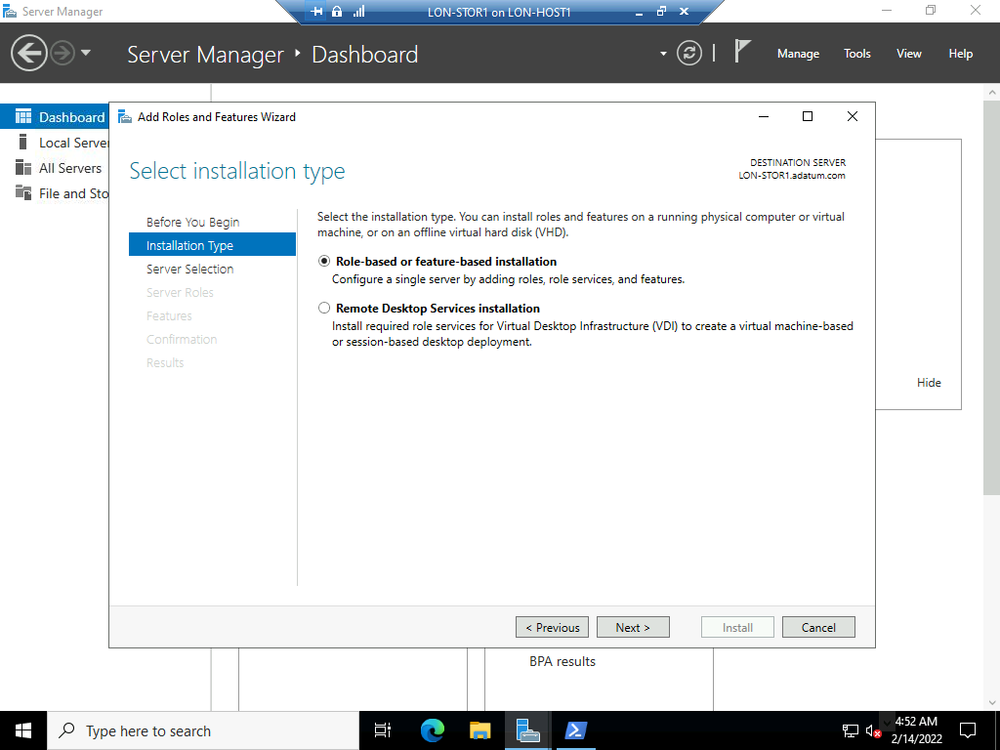 Server Manager
LON-STOR1 on LON-HOST1
Server Manager
Dashboard
Manage
Tools
View
Help
Dashboard
Local Server
All Servers
File and Sto
Add Roles and Features Wizard
Select installation type
DESTINATION SERVER
LON-STOR1.adatum.com
Before You Begin
Installation Type
Server Selection
Server Roles
Features
Confirmation
Results
Select the installation type. You can install roles and features on a running physical computer or virtual
machine, or on an offline virtual hard disk (VHD).
Role-based or feature-based installation
Configure a single server by adding roles, role services, and features.
Remote Desktop Services installation
Install required role services for Virtual Desktop Infrastructure (VDI) to create a virtual machine-based
or session-based desktop deployment.
Hide
< Previous
Next >
Install
Cancel
BPA results
Type here to search
4:52 AM
2/14/2022